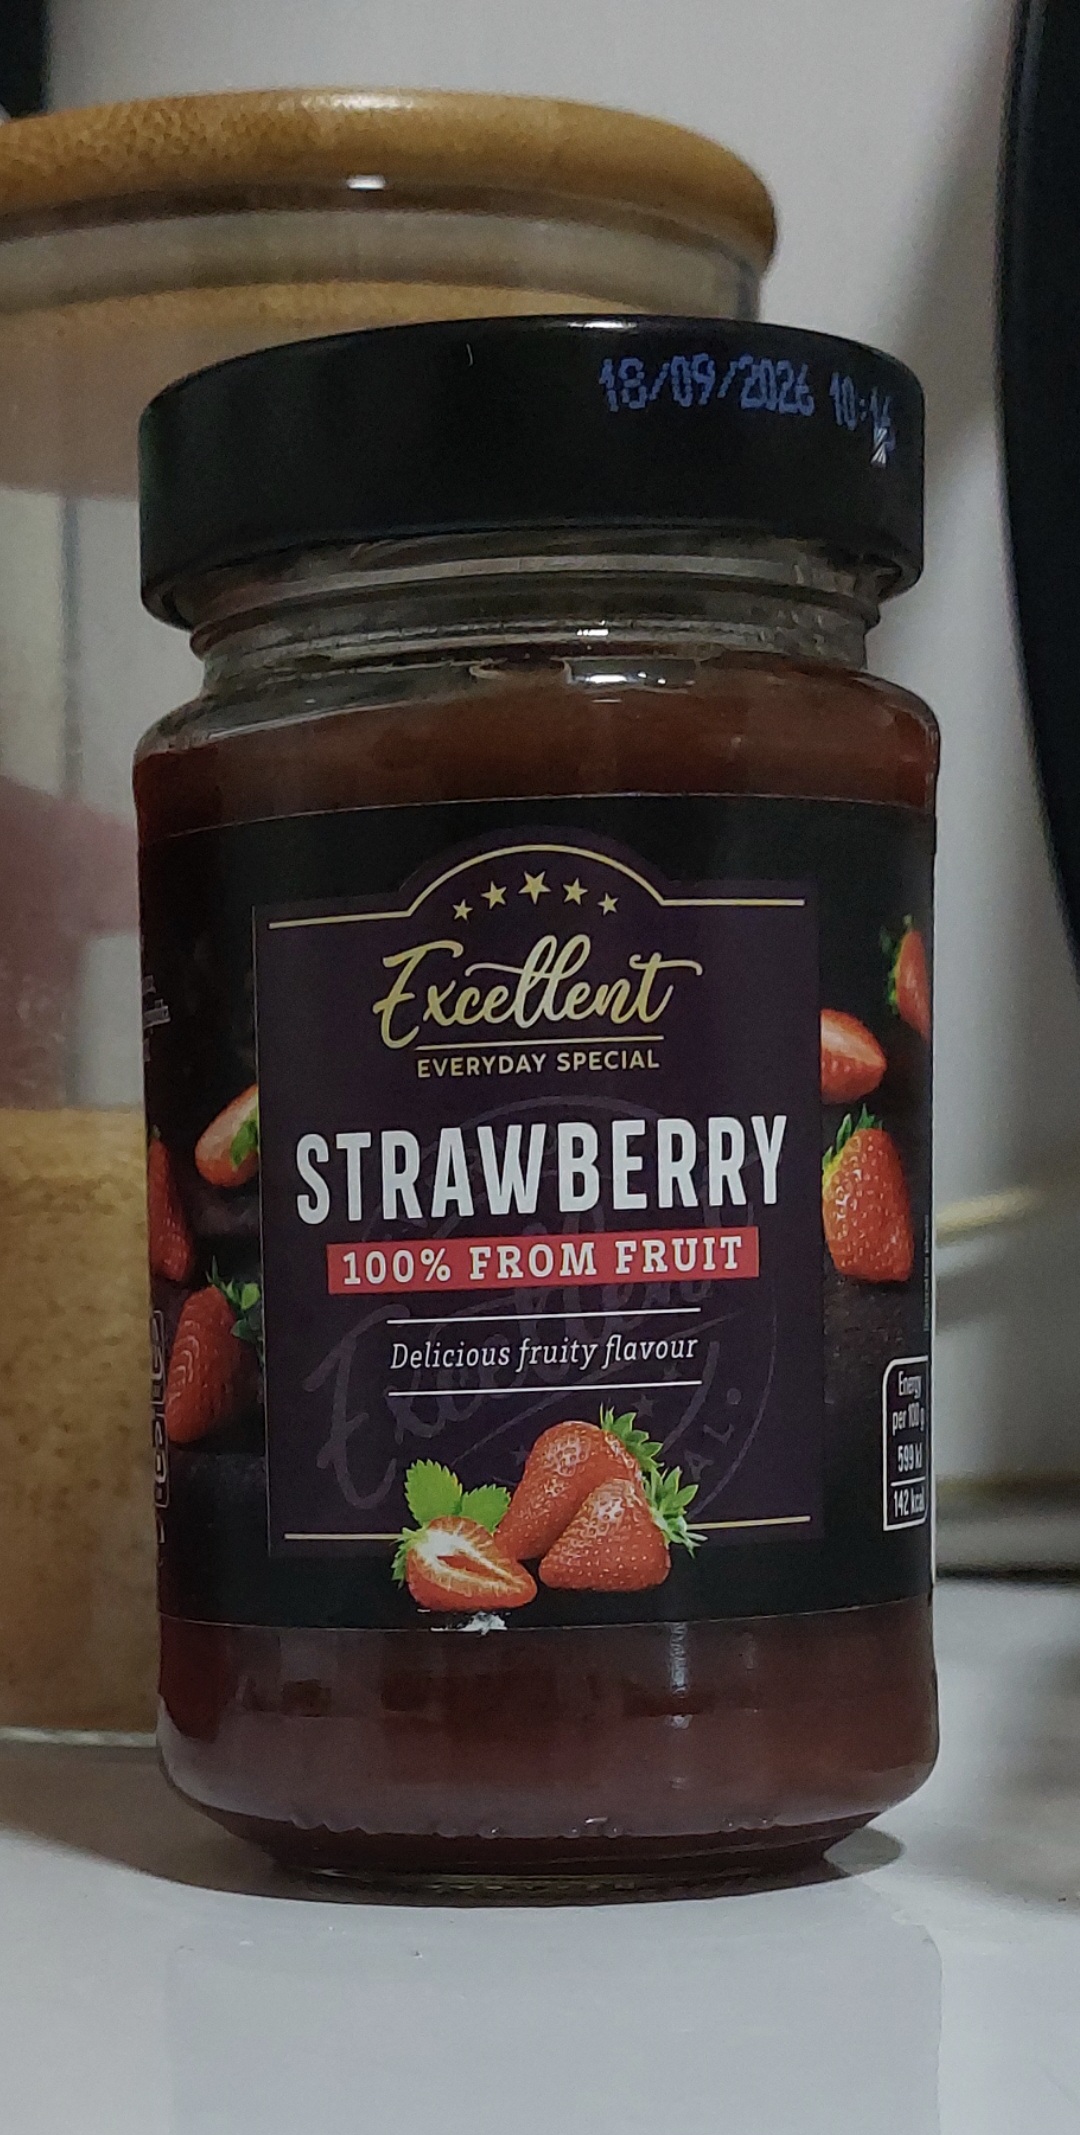 18/09/2026 10:
Excellent
EVERYDAY SPECIAL
STRAWBERRY
100% FROM FRUIT
Delicious fruity flavour
Energy
per 100 g
599 kJ
142 kcal